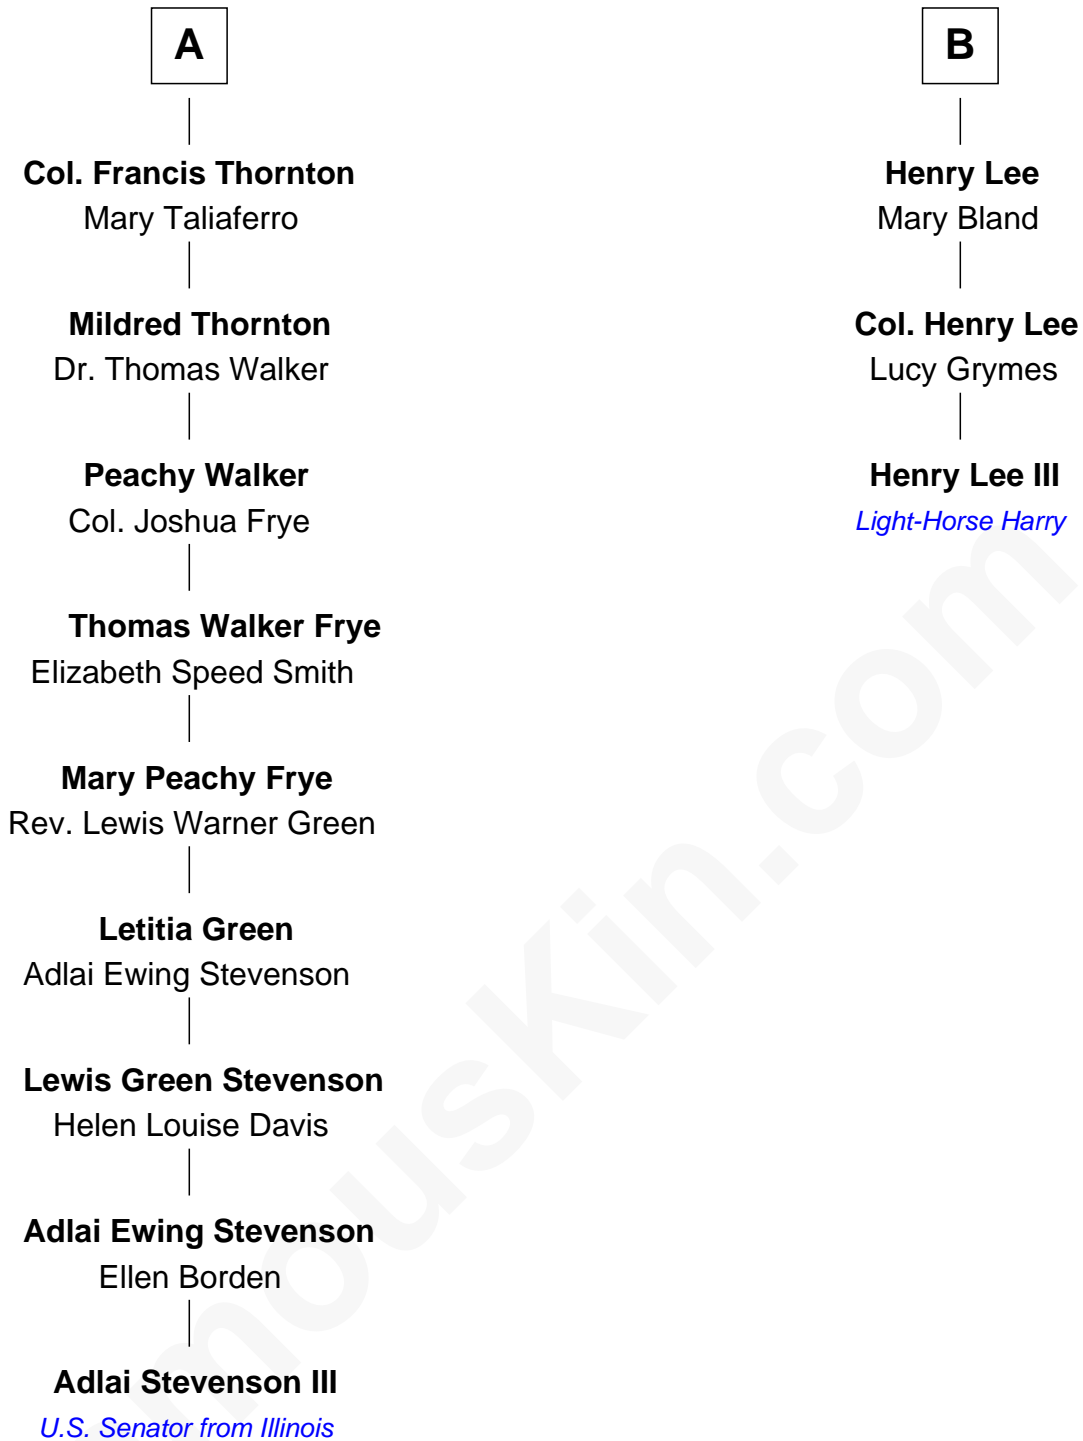 A
Col. Francis Thornton
Mary Taliaferro
Mildred Thornton
Dr. Thomas Walker
Peachy Walker
Col. Joshua Frye
Thomas Walker Frye
Elizabeth Speed Smith
Mary Peachy Frye
Rev. Lewis Warner Green
Letitia Green
Adlai Ewing Stevenson
Lewis Green Stevenson
Helen Louise Davis
Adlai Ewing Stevenson
Ellen Borden
Adlai Stevenson III
U.S. Senator from Illinois
B
Henry Lee
Mary Bland
Col. Henry Lee
Lucy Grymes
Henry Lee III
Light-Horse Harry
mouskin.com